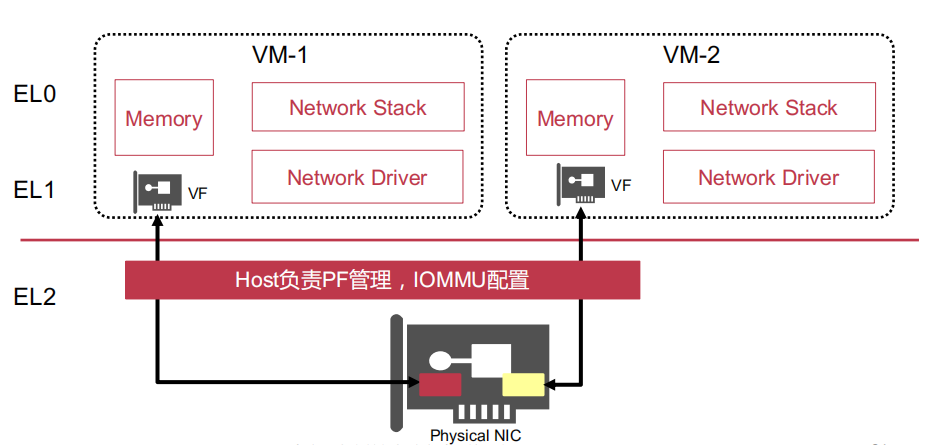 VM-1
VM-2
EL0
Memory
Network Stack
Memory
Network Stack
EL1
VF
Network Driver
VF
Network Driver
EL2
Host负责PF管理，IOMMU配置
Physical NIC